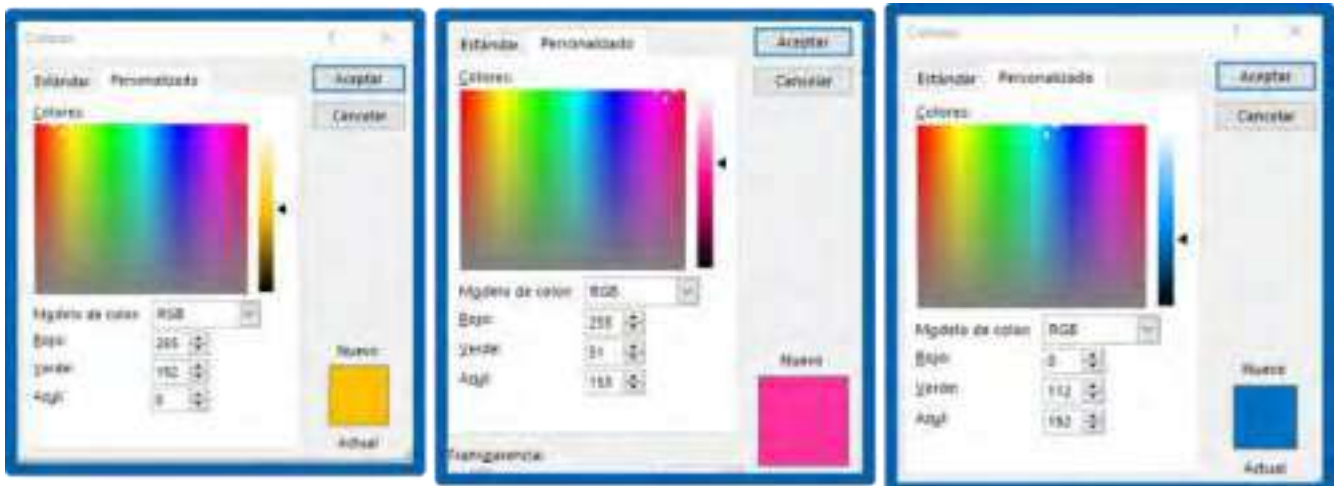 Colores
Estándar Personalizado
Aceptar
Colores:
Cancelar
Modelo de color: RGB
Rojo:
Verde: 192
Azul: 0
Nuevo
Actual
Estándar Personalizado
Aceptar
Colores:
Cancelar
Modelo de color: RGB
Rojo: 255
Verde: 51
Azul: 153
Nuevo
Transparencia:
Colores
Estándar Personalizado
Aceptar
Colores:
Cancelar
Modelo de color: RGB
Rojo: 0
Verde: 112
Azul: 192
Nuevo
Actual